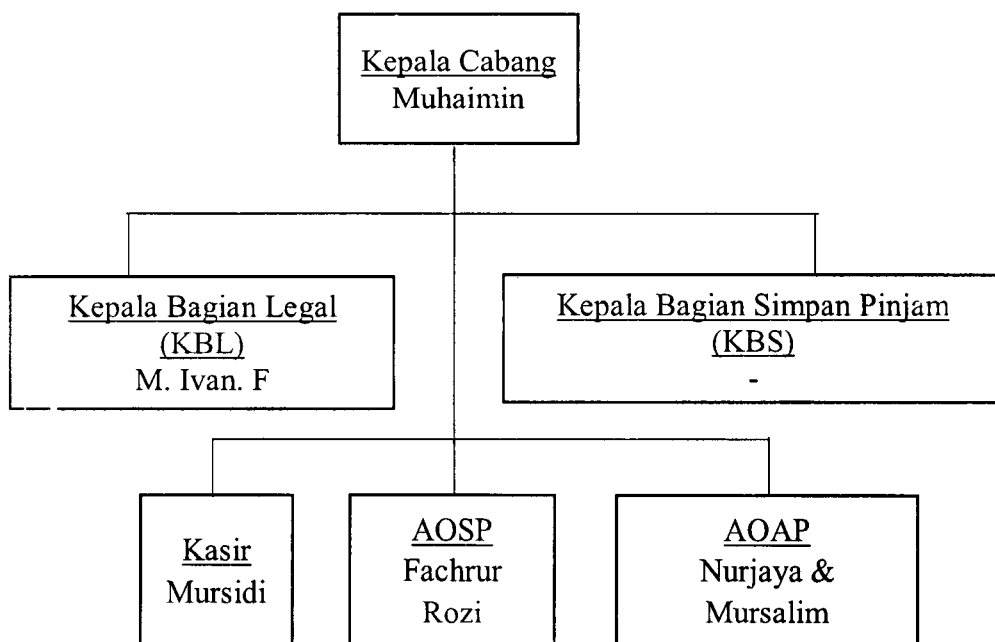 Kepala Cabang
Muhaimin
Kepala Bagian Legal
(KBL)
M. Ivan. F
Kepala Bagian Simpan Pinjam
(KBS)
-
Kasir
Mursidi
AOSP
Fachrur
Rozi
AOAP
Nurjaya &
Mursalim